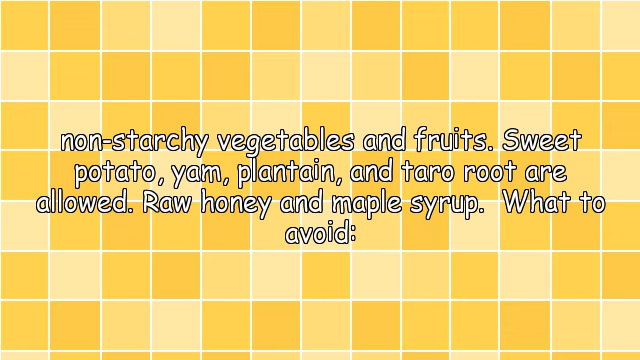 non-starchy vegetables and fruits. Sweet
potato, yam, plantain, and taro root are
allowed. Raw honey and maple syrup.  What to
avoid: